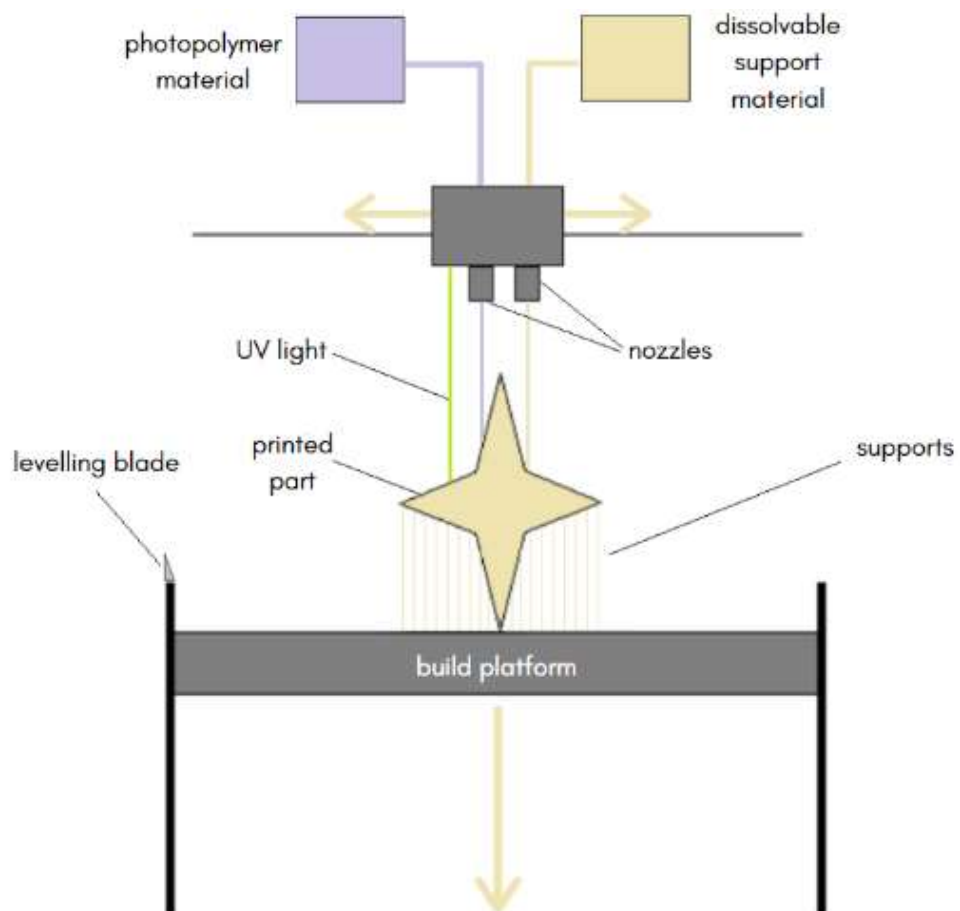 photopolymer
material
dissolvable
support
material
UV light
nozzles
printed
part
levelling blade
supports
build platform